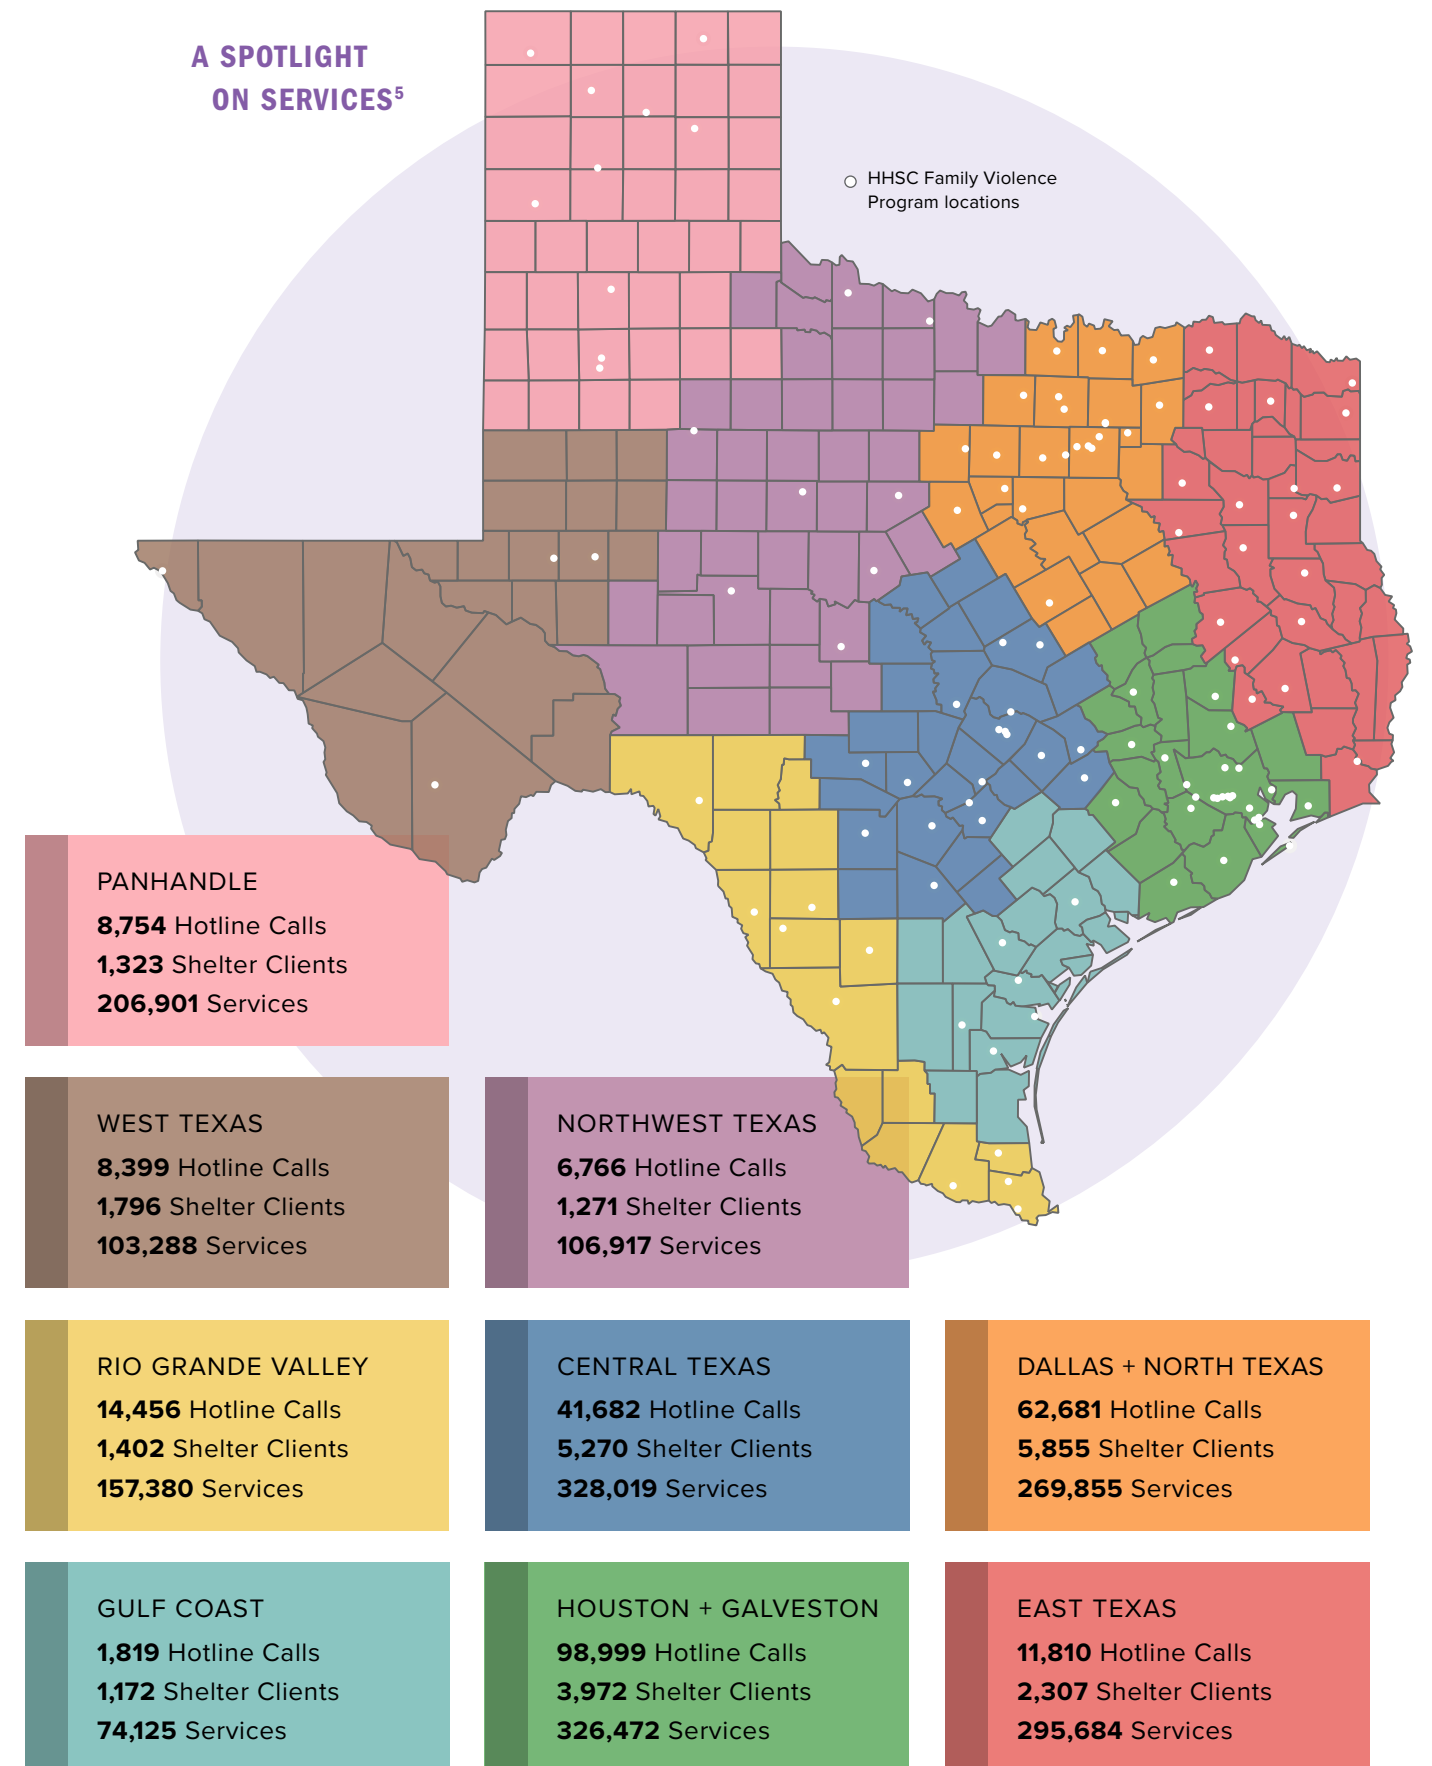 A SPOTLIGHT
ON SERVICES5
HHSC Family Violence
Program locations
PANHANDLE
8,754 Hotline Calls
1,323 Shelter Clients
206,901 Services
WEST TEXAS
8,399 Hotline Calls
1,796 Shelter Clients
103,288 Services
NORTHWEST TEXAS
6,766 Hotline Calls
1,271 Shelter Clients
106,917 Services
RIO GRANDE VALLEY
14,456 Hotline Calls
1,402 Shelter Clients
157,380 Services
CENTRAL TEXAS
41,682 Hotline Calls
5,270 Shelter Clients
328,019 Services
DALLAS + NORTH TEXAS
62,681 Hotline Calls
5,855 Shelter Clients
269,855 Services
GULF COAST
1,819 Hotline Calls
1,172 Shelter Clients
74,125 Services
HOUSTON + GALVESTON
98,999 Hotline Calls
3,972 Shelter Clients
326,472 Services
EAST TEXAS
11,810 Hotline Calls
2,307 Shelter Clients
295,684 Services